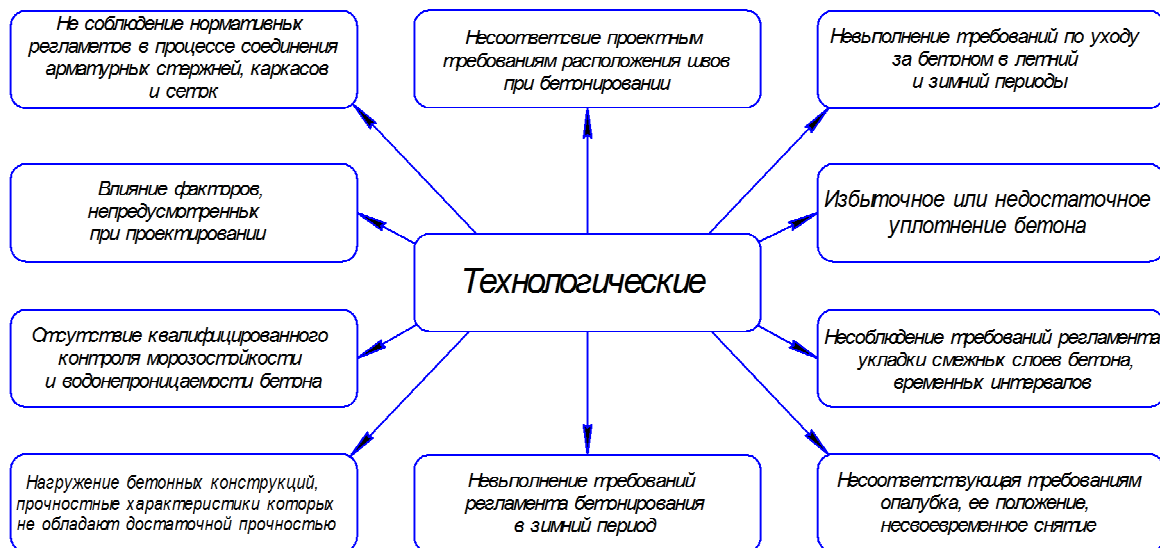 Не соблюдение нормативных
регламетов в процессе соединения
арматурных стержней, каркасов
и сеток
Несоответсвие проектным
требованиям расположения швов
при бетонировании
Невыполнение требований по уходу
за бетоном в летний
и зимний периоды
Влияние факторов,
непредусмотренных
при проектировании
Избыточное или недостаточное
уплотнение бетона
Технологические
Отсутствие квалифицированного
контроля морозостойкости
и водонепроницаемости бетона
Несоблюдение требований регламента
укладки смежных слоев бетона,
временных интервалов
Нагружение бетонных конструкций,
прочностные характеристики которых
не обладают достаточной прочностью
Невыполнение требований
регламента бетонирования
в зимний период
Несоответствующая требованиям
опалубка, ее положение,
несвоевременное снятие